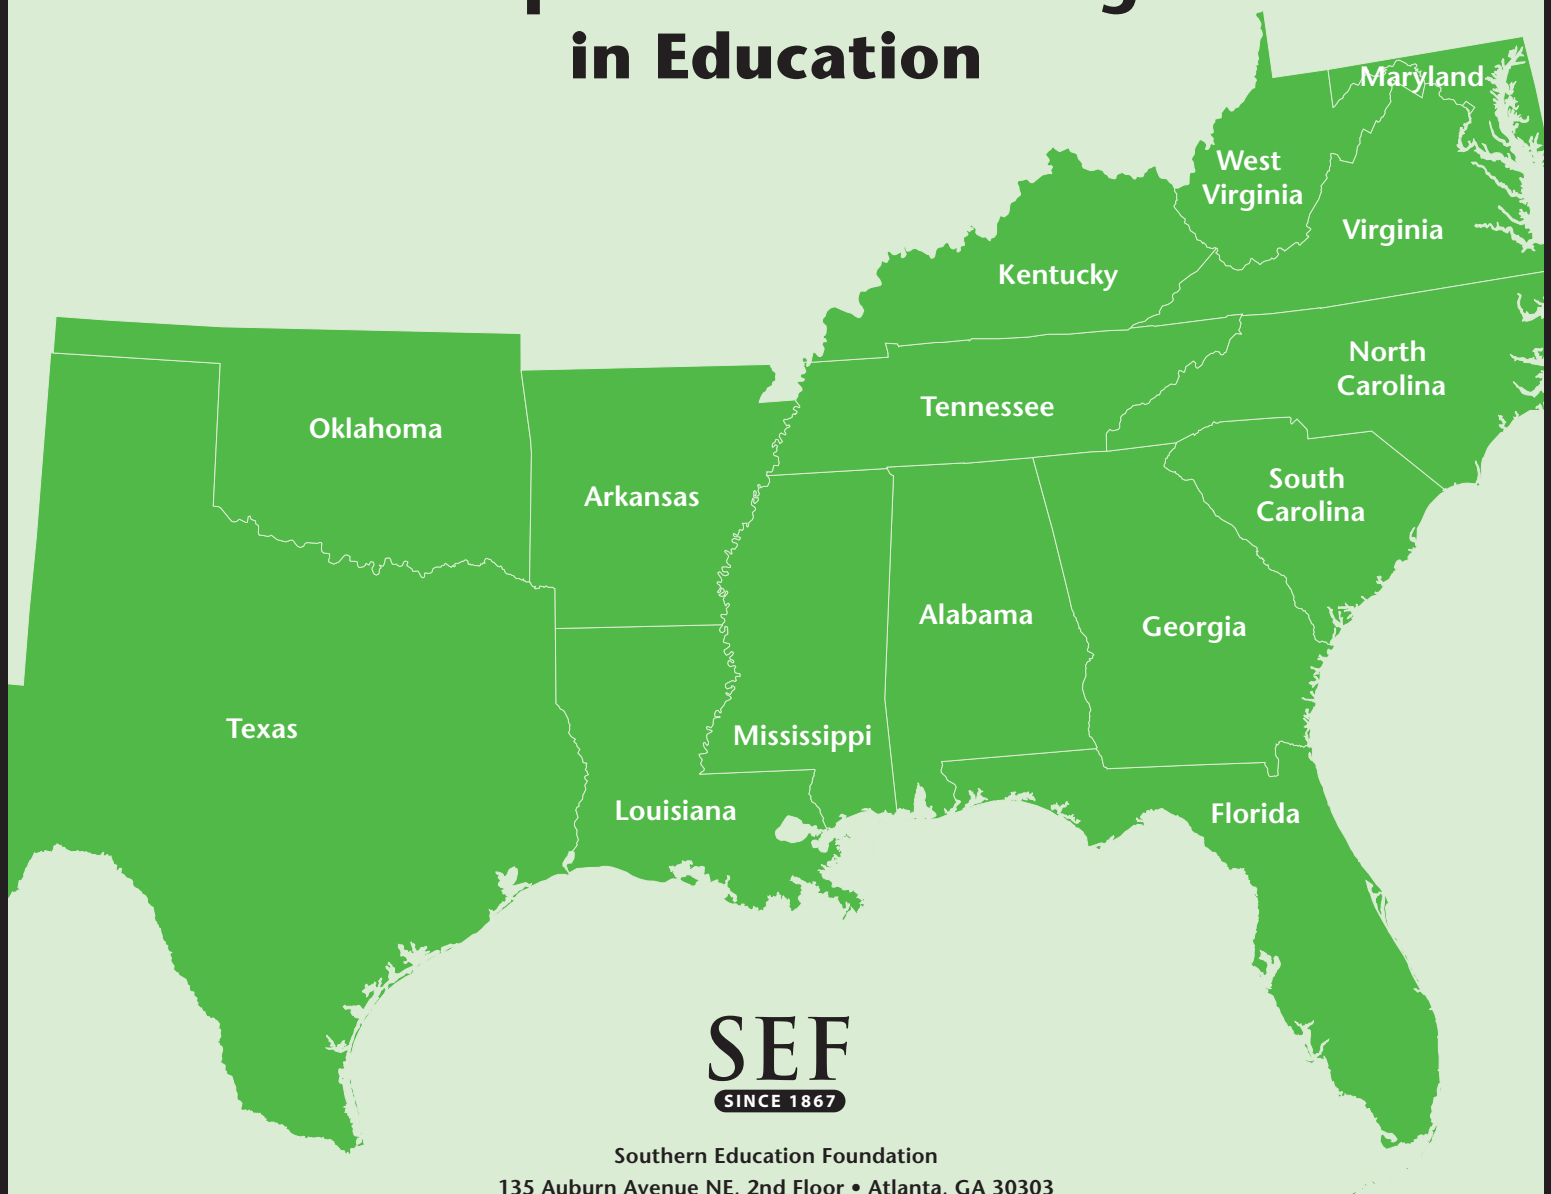 in Education
Maryland
West
Virginia
Virginia
Kentucky
North
Carolina
Tennessee
Oklahoma
South
Carolina
Arkansas
Alabama
Georgia
Texas
Mississippi
Louisiana
Florida
SEF
SINCE 1867
Southern Education Foundation
135 Auburn Avenue NE, 2nd Floor • Atlanta, GA 30303